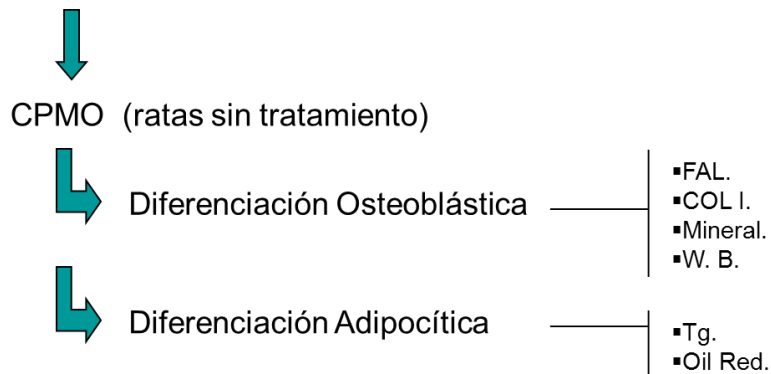 CPMO (ratas sin tratamiento)
Diferenciación Osteoblástica
▪FAL.
▪COL I.
▪Mineral.
▪W. B.
Diferenciación Adipocítica
▪Tg.
▪Oil Red.